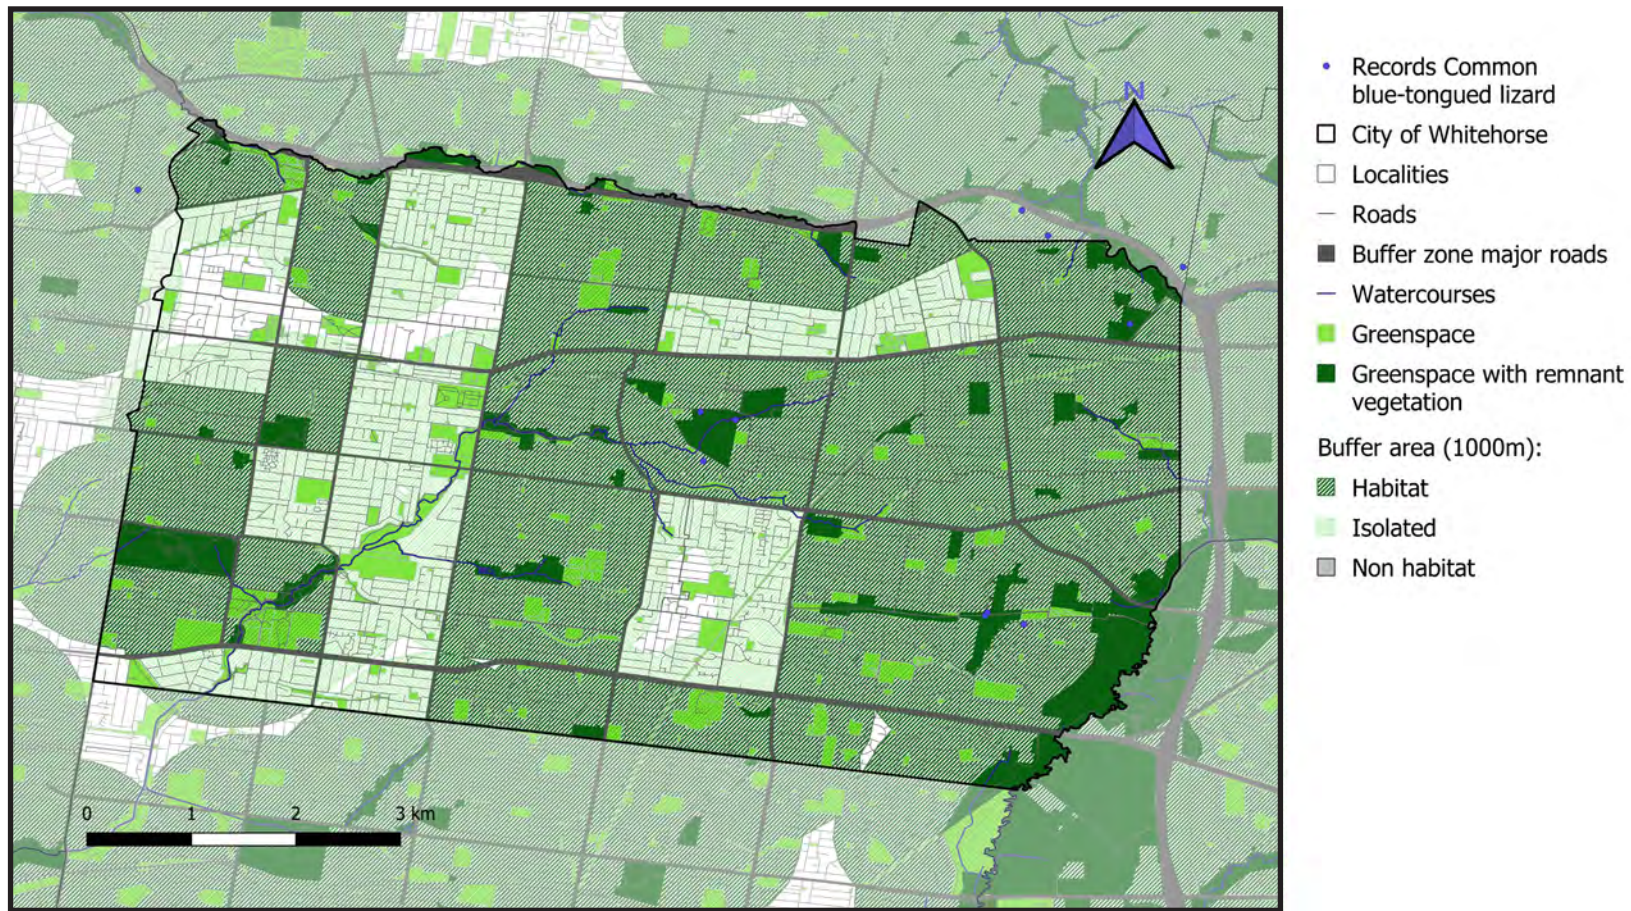 N
0
1
2
3 km
Records Common
blue-tongued lizard
City of Whitehorse
Localities
Roads
Buffer zone major roads
Watercourses
Greenspace
Greenspace with remnant
vegetation
Buffer area (1000m):
Habitat
Isolated
Non habitat